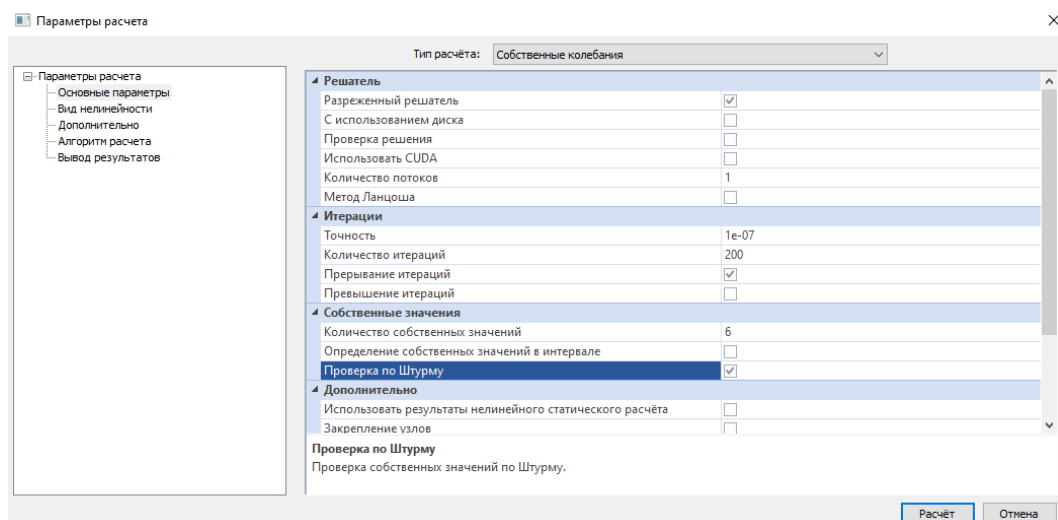 Параметры расчета
Тип расчёта: Собственные колебания
Параметры расчета
Основные параметры
Вид нелинейности
Дополнительно
Алгоритм расчета
Вывод результатов
Решатель
Разреженный решатель
С использованием диска
Проверка решения
Использовать CUDA
Количество потоков 1
Метод Ланцоша
Итерации
Точность 1e-07
Количество итераций 200
Прерывание итераций
Превышение итераций
Собственные значения
Количество собственных значений 6
Определение собственных значений в интервале
Проверка по Штурму
Дополнительно
Использовать результаты нелинейного статического расчёта
Закрепление узлов
Проверка по Штурму
Проверка собственных значений по Штурму.
Расчёт Отмена